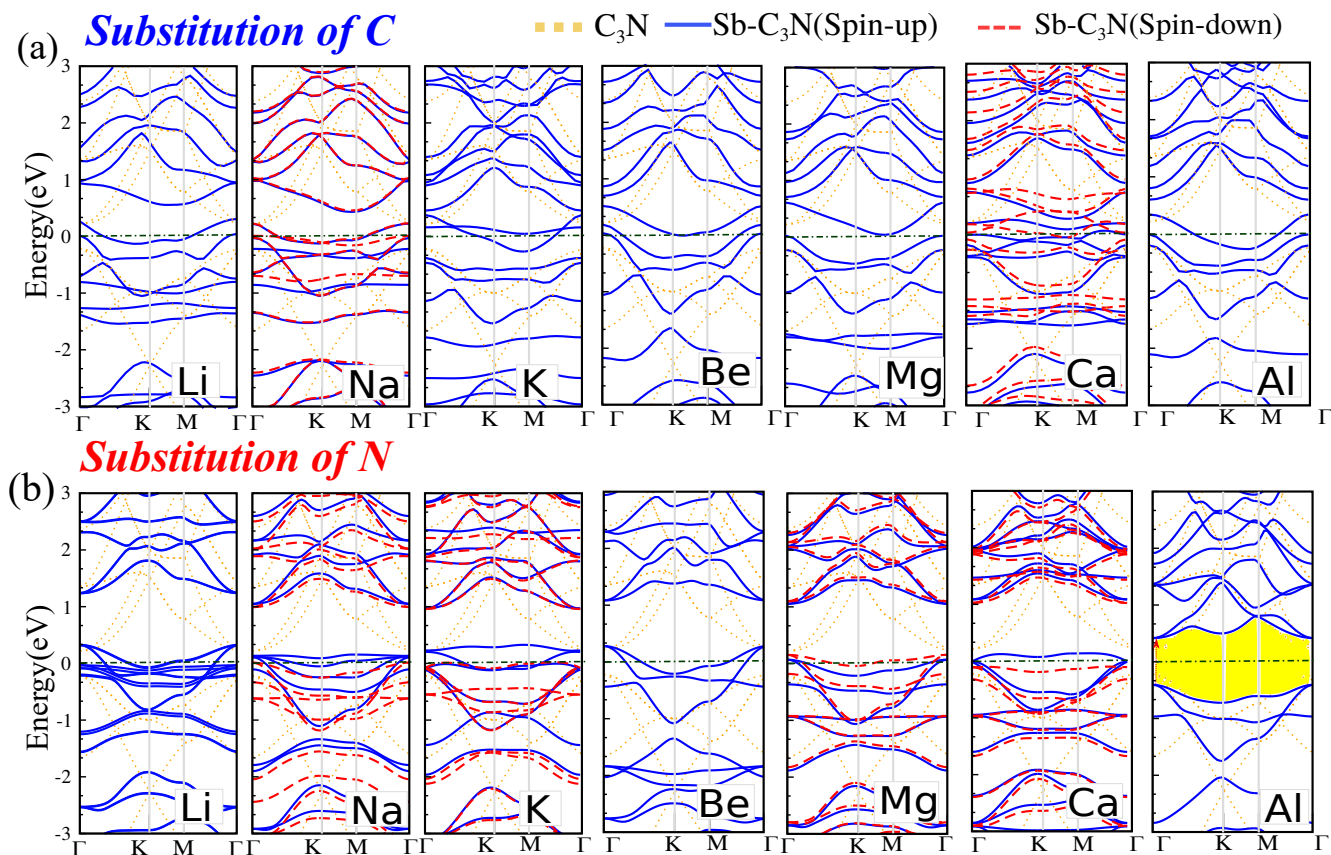 (a) Substitution of C
C₃N Sb-C₃N(Spin-up) Sb-C₃N(Spin-down)
Energy(eV)
3
2
1
0
-1
-2
-3
Li Na K Be Mg Ca Al
Γ K M Γ Γ K M Γ Γ K M Γ Γ K M Γ Γ K M Γ Γ K M Γ Γ K M Γ
(b) Substitution of N
Energy(eV)
3
2
1
0
-1
-2
-3
Li Na K Be Mg Ca Al
Γ K M Γ Γ K M Γ Γ K M Γ Γ K M Γ Γ K M Γ Γ K M Γ Γ K M Γ